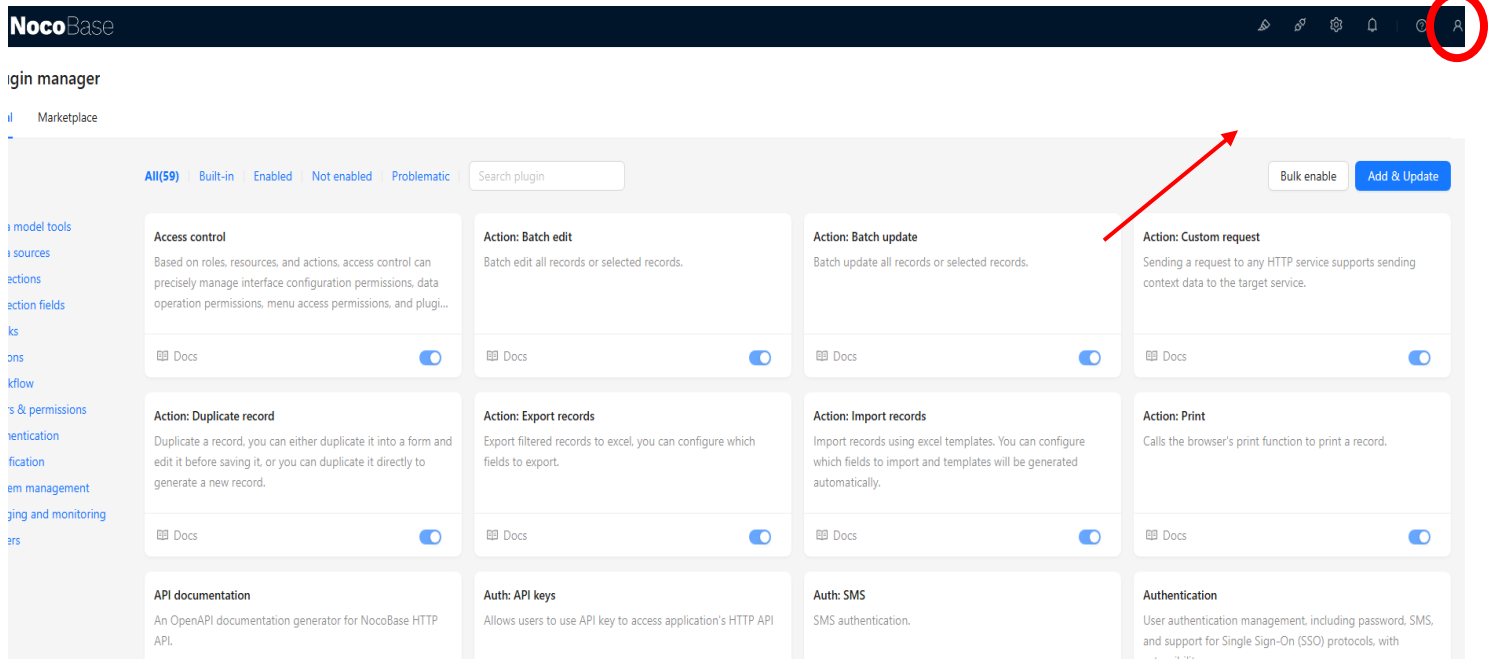 NocoBase
gin manager
Marketplace
All(59) Built-in Enabled Not enabled Problematic Search plugin Bulk enable Add & Update
model tools
sources
ections
ection fields
ks
ons
kflow
s & permissions
entication
fication
em management
ging and monitoring
ers
Access control
Based on roles, resources, and actions, access control can
precisely manage interface configuration permissions, data
operation permissions, menu access permissions, and plugi...
Docs
Action: Batch edit
Batch edit all records or selected records.
Docs
Action: Batch update
Batch update all records or selected records.
Docs
Action: Custom request
Sending a request to any HTTP service supports sending
context data to the target service.
Docs
Action: Duplicate record
Duplicate a record, you can either duplicate it into a form and
edit it before saving it, or you can duplicate it directly to
generate a new record.
Docs
Action: Export records
Export filtered records to excel, you can configure which
fields to export.
Docs
Action: Import records
Import records using excel templates. You can configure
which fields to import and templates will be generated
automatically.
Docs
Action: Print
Calls the browser's print function to print a record.
Docs
API documentation
An OpenAPI documentation generator for NocoBase HTTP
API.
Auth: API keys
Allows users to use API key to access application's HTTP API
Auth: SMS
SMS authentication.
Authentication
User authentication management, including password, SMS,
and support for Single Sign-On (SSO) protocols, with